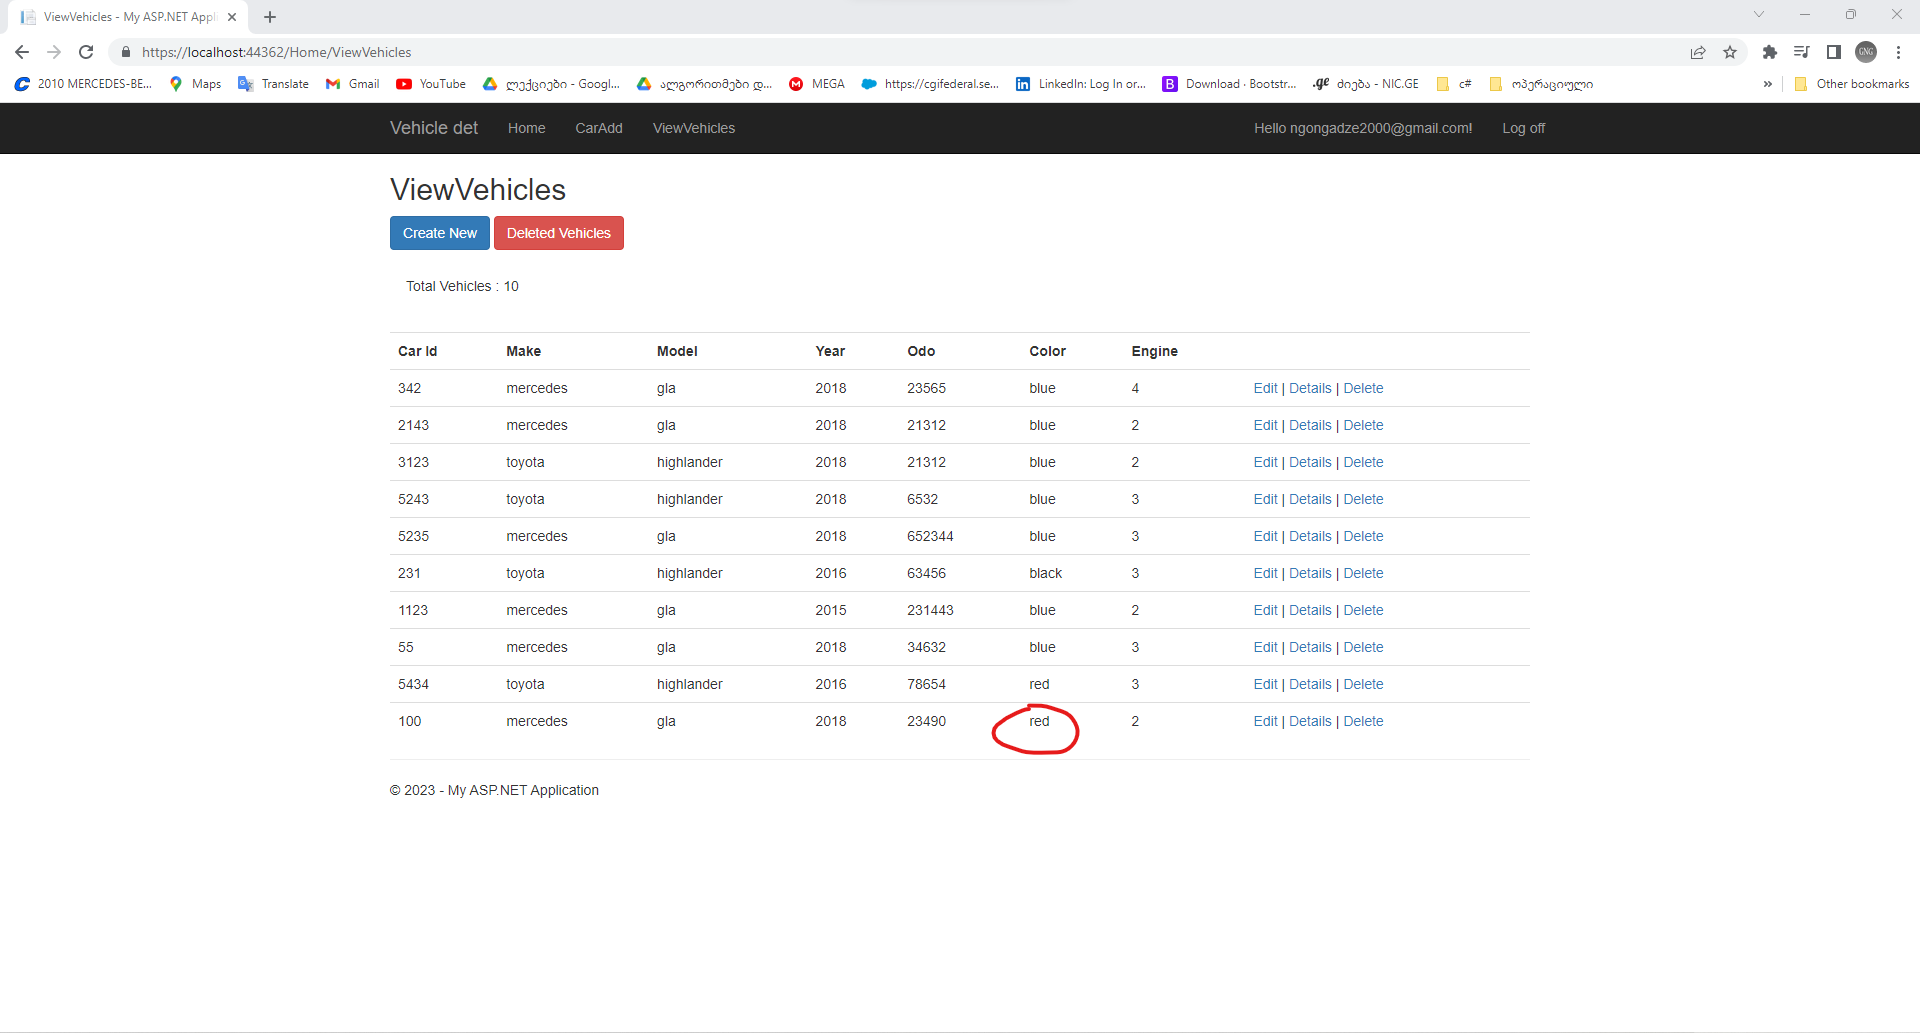 ViewVehicles - My ASP.NET Appli
https://localhost:44362/Home/ViewVehicles
GNG
2010 MERCEDES-BE... Maps Translate Gmail YouTube ლექციები - Googl... ალგორითმები დ... MEGA https://cgifederal.se... LinkedIn: Log In or... B Download · Bootstr... .ge ძიება - NIC.GE c# ოპერაციული » Other bookmarks
Vehicle det Home CarAdd ViewVehicles Hello ngongadze2000@gmail.com! Log off
ViewVehicles
Create New Deleted Vehicles
Total Vehicles : 10
Car Id Make Model Year Odo Color Engine
342 mercedes gla 2018 23565 blue 4 Edit | Details | Delete
2143 mercedes gla 2018 21312 blue 2 Edit | Details | Delete
3123 toyota highlander 2018 21312 blue 2 Edit | Details | Delete
5243 toyota highlander 2018 6532 blue 3 Edit | Details | Delete
5235 mercedes gla 2018 652344 blue 3 Edit | Details | Delete
231 toyota highlander 2016 63456 black 3 Edit | Details | Delete
1123 mercedes gla 2015 231443 blue 2 Edit | Details | Delete
55 mercedes gla 2018 34632 blue 3 Edit | Details | Delete
5434 toyota highlander 2016 78654 red 3 Edit | Details | Delete
100 mercedes gla 2018 23490 red 2 Edit | Details | Delete
© 2023 - My ASP.NET Application